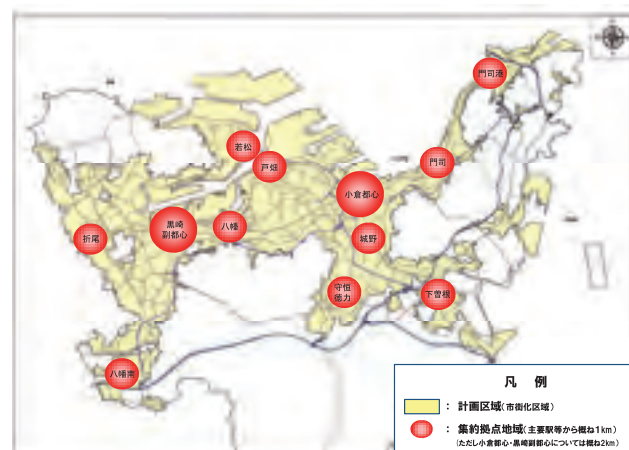 門司港
若松
戸畑
門司
小倉都心
黒崎
副都心
八幡
折尾
城野
守恒
徳力
下曽根
八幡南
凡 例
: 計画区域(市街化区域)
: 集約拠点地域(主要駅等から概ね1km)
(ただし小倉都心・黒崎副都心については概ね2km)